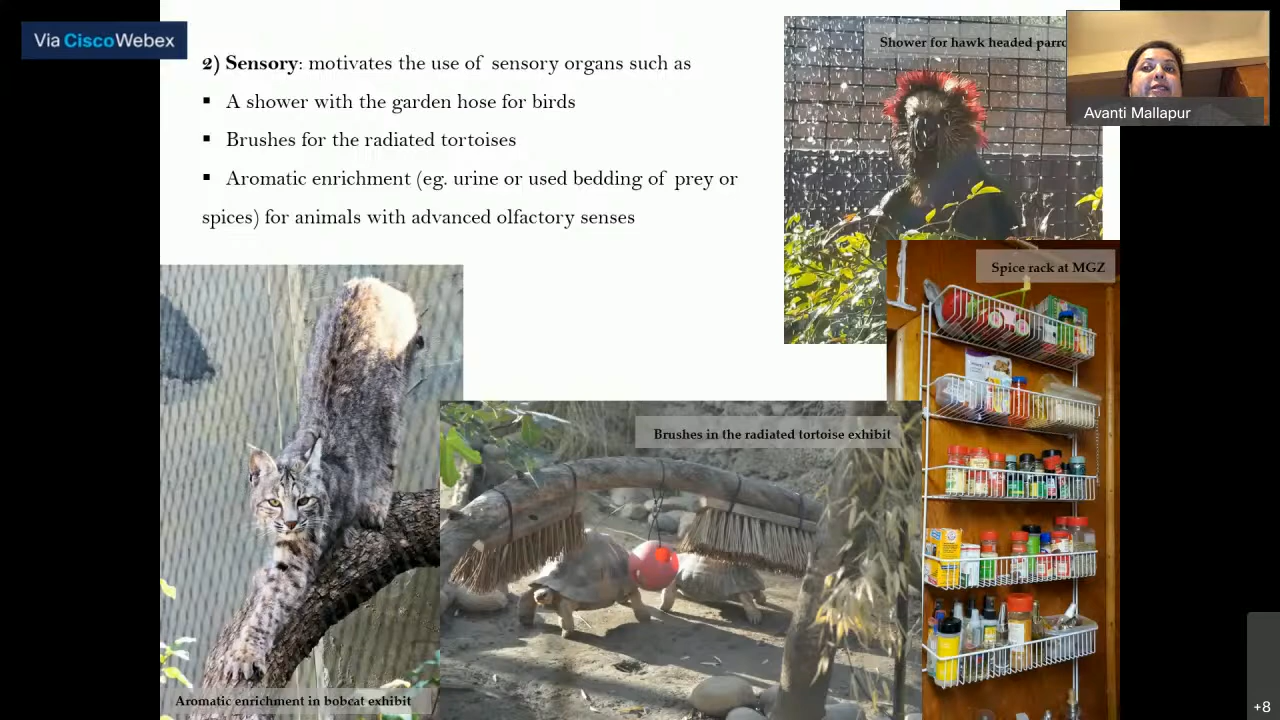 Via CiscoWebex
2) Sensory: motivates the use of sensory organs such as
▪ A shower with the garden hose for birds
▪ Brushes for the radiated tortoises
▪ Aromatic enrichment (eg. urine or used bedding of prey or
spices) for animals with advanced olfactory senses
Shower for hawk headed parro
Avanti Mallapur
Spice rack at MGZ
Brushes in the radiated tortoise exhibit
Aromatic enrichment in bobcat exhibit
+8